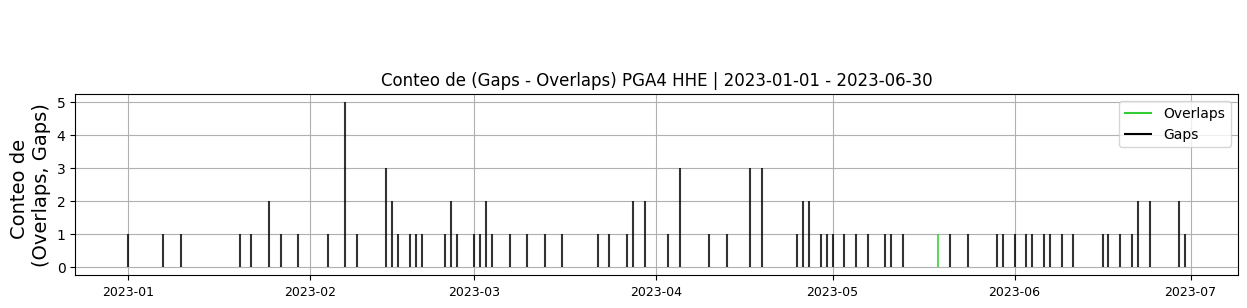 Conteo de (Gaps - Overlaps) PGA4 HHE | 2023-01-01 - 2023-06-30
Conteo de
(Overlaps, Gaps)
5
4
3
2
1
0
Overlaps
Gaps
2023-01
2023-02
2023-03
2023-04
2023-05
2023-06
2023-07